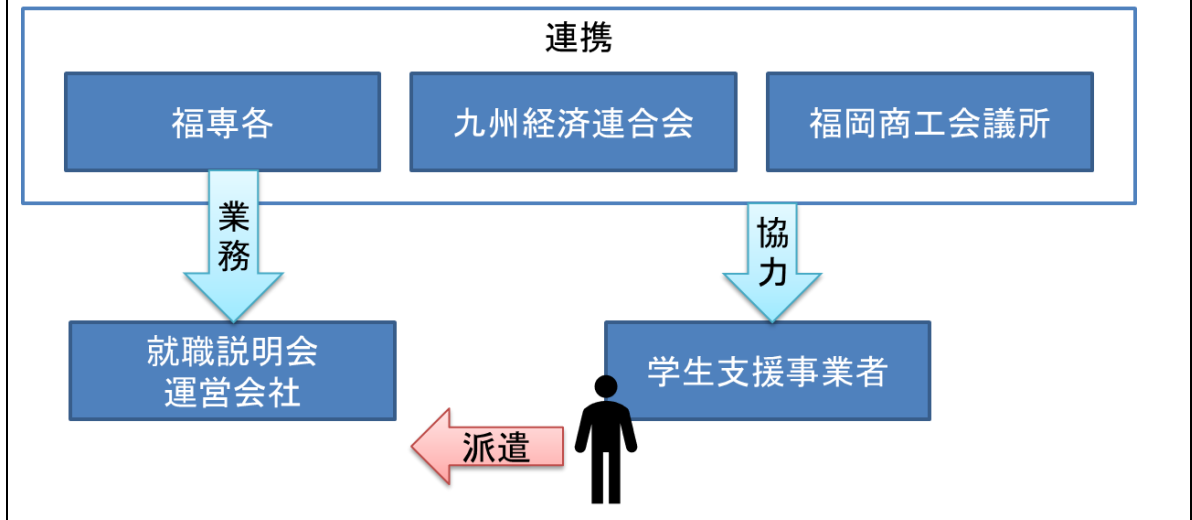 連携
福専各
九州経済連合会
福岡商工会議所
業
務
協
力
就職説明会
運営会社
学生支援事業者
派遣